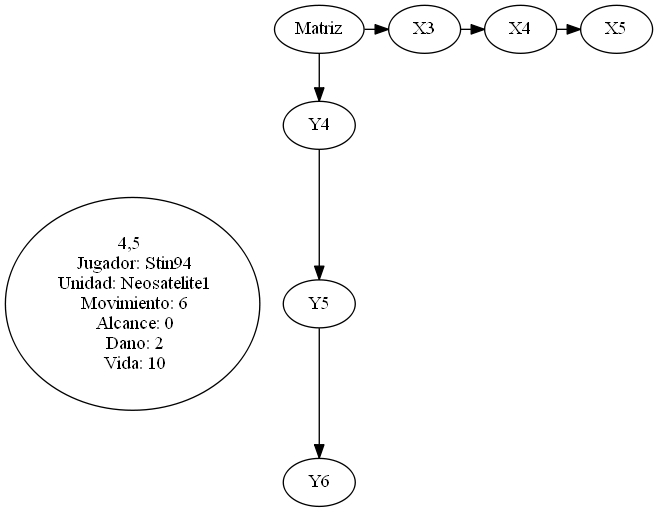 Matriz
X3
X4
X5
Y4
4,5
Jugador: Stin94
Unidad: Neosatelite1
Movimiento: 6
Alcance: 0
Dano: 2
Vida: 10
Y5
Y6